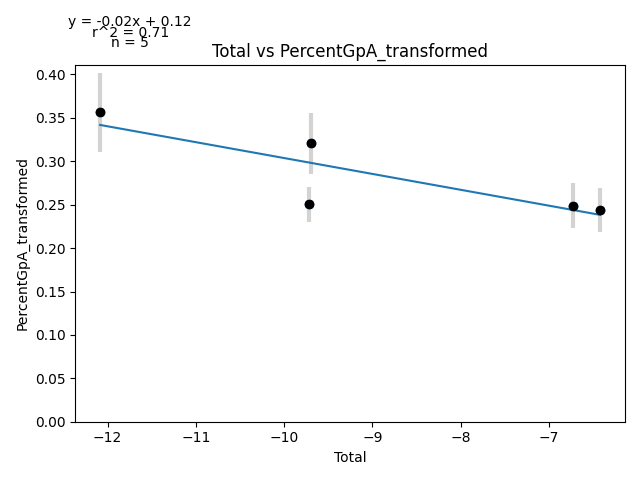 y = -0.02x + 0.12
r^2 = 0.71
n = 5
Total vs PercentGpA_transformed
0.40
0.35
0.30
0.25
0.20
0.15
0.10
0.05
0.00
PercentGpA_transformed
−12
−11
−10
−9
−8
−7
Total